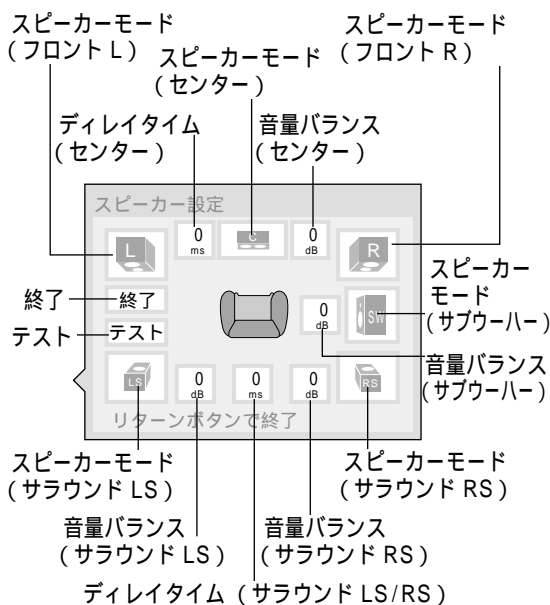 スピーカーモード
(フロント L)
スピーカーモード
(センター)
スピーカーモード
(フロント R)
ディレイタイム
(センター)
音量バランス
(センター)
スピーカー設定
L
0
ms
C
0
dB
R
スピーカー
モード
(サブウーハー)
終了
終了
テスト
テスト
0
dB
SW
音量バランス
(サブウーハー)
LS
0
dB
0
ms
0
dB
RS
リターンボタンで終了
スピーカーモード
(サラウンド LS)
スピーカーモード
(サラウンド RS)
音量バランス
(サラウンド LS)
音量バランス
(サラウンド RS)
ディレイタイム (サラウンド LS/RS)